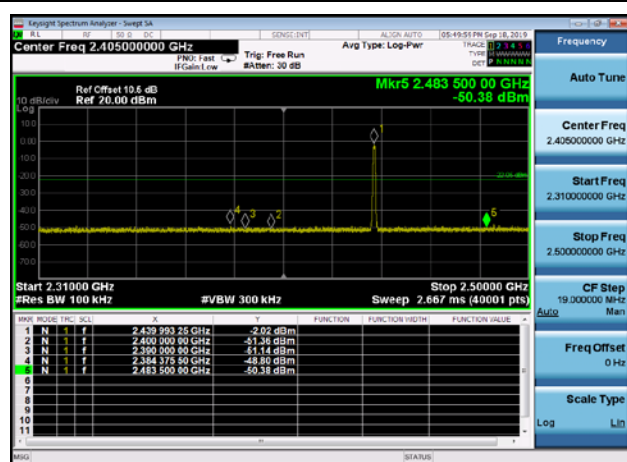 Keysight Spectrum Analyzer - Swept SA
RL RF 50 Ω DC SENSE:INT ALIGN AUTO 05:49:55 PM Sep 18, 2019
Center Freq 2.405000000 GHz
PNO: Fast
IFGain:Low
Trig: Free Run
#Atten: 30 dB
Avg Type: Log-Pwr
TRACE 1 2 3 4 5 6
TYPE
DET P N N N N N
Ref Offset 10.6 dB
Ref 20.00 dBm
10 dB/div
Log
Mkr5 2.483 500 00 GHz
-50.38 dBm
10.0
0.00
-10.0
-20.0
-30.0
-40.0
-50.0
-60.0
-70.0
1
-22.06 dBm
4
3
2
5
Start 2.31000 GHz
Stop 2.50000 GHz
#Res BW 100 kHz
#VBW 300 kHz
Sweep 2.667 ms (40001 pts)
MKR MODE TRC SCL X Y FUNCTION FUNCTION WIDTH FUNCTION VALUE
1 N 1 f 2.439 993 25 GHz -2.02 dBm
2 N 1 f 2.400 000 00 GHz -51.36 dBm
3 N 1 f 2.390 000 00 GHz -51.14 dBm
4 N 1 f 2.384 375 50 GHz -48.80 dBm
5 N 1 f 2.483 500 00 GHz -50.38 dBm
6
7
8
9
10
11
MSG
STATUS
Frequency
Auto Tune
Center Freq
2.405000000 GHz
Start Freq
2.310000000 GHz
Stop Freq
2.500000000 GHz
CF Step
19.000000 MHz
Auto Man
Freq Offset
0 Hz
Scale Type
Log Lin